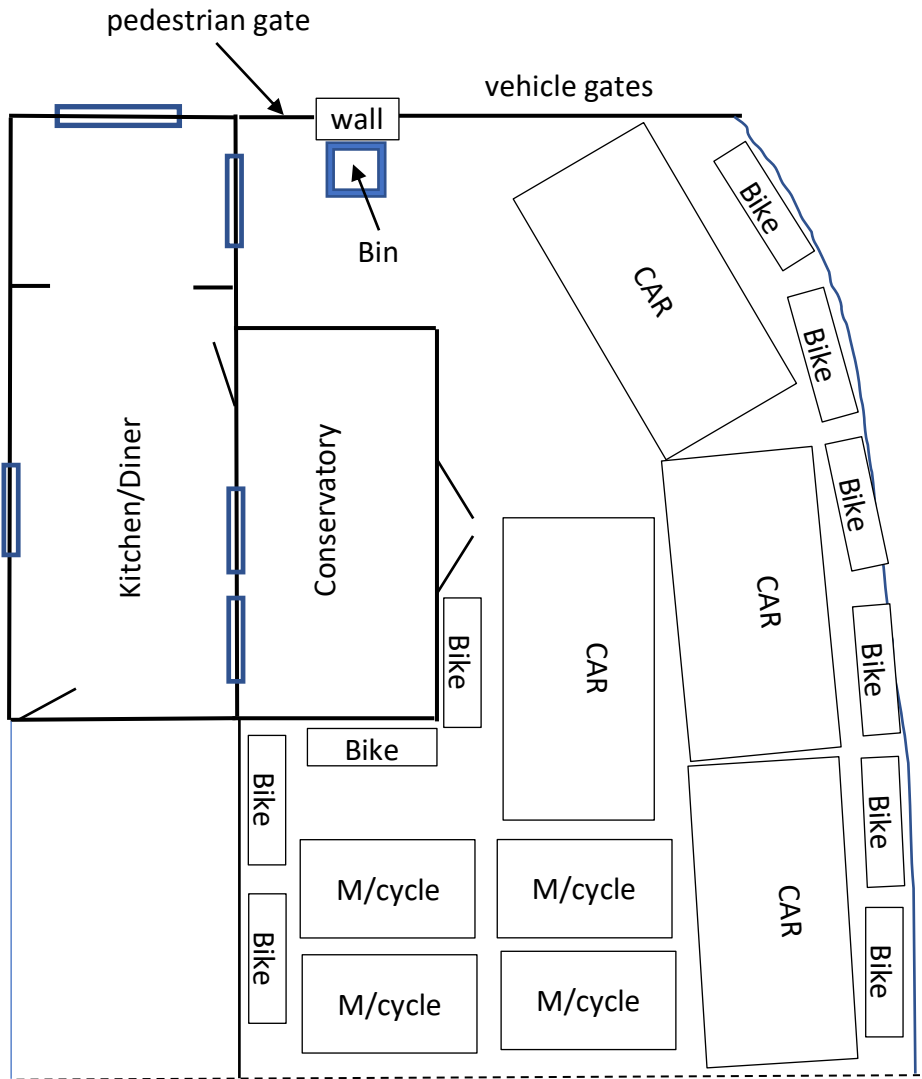 pedestrian gate
vehicle gates
wall
Bike
Bin
CAR
Bike
Kitchen/Diner
Conservatory
Bike
CAR
CAR
Bike
Bike
Bike
Bike
Bike
M/cycle
M/cycle
CAR
Bike
Bike
M/cycle
M/cycle